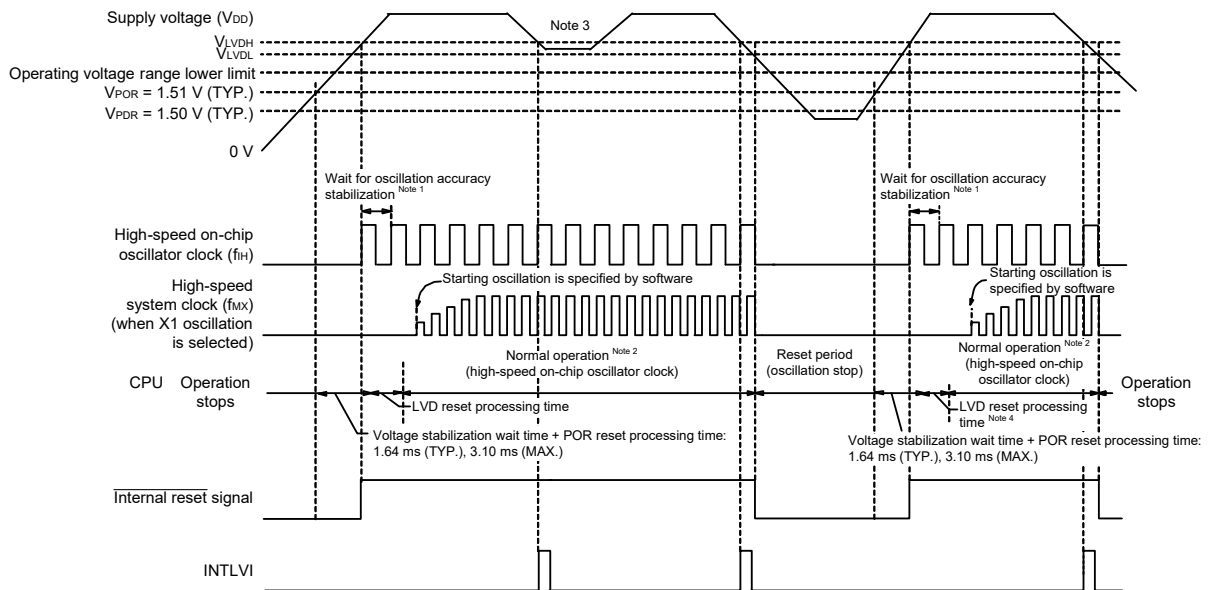 Supply voltage (VDD)
Note 3
VLVDH
VLVDL
Operating voltage range lower limit
VPOR = 1.51 V (TYP.)
VPDR = 1.50 V (TYP.)
0 V
Wait for oscillation accuracy
stabilization Note 1
Wait for oscillation accuracy
stabilization Note 1
High-speed on-chip
oscillator clock (fIH)
Starting oscillation is specified by software
Starting oscillation is
specified by software
High-speed
system clock (fMX)
(when X1 oscillation
is selected)
Normal operation Note 2
(high-speed on-chip oscillator clock)
Reset period
(oscillation stop)
Normal operation Note 2
(high-speed on-chip
oscillator clock)
CPU Operation
stops
Operation
stops
LVD reset processing time
LVD reset processing
time Note 4
Voltage stabilization wait time + POR reset processing time:
1.64 ms (TYP.), 3.10 ms (MAX.)
Voltage stabilization wait time + POR reset processing time:
1.64 ms (TYP.), 3.10 ms (MAX.)
Internal reset signal
INTLVI